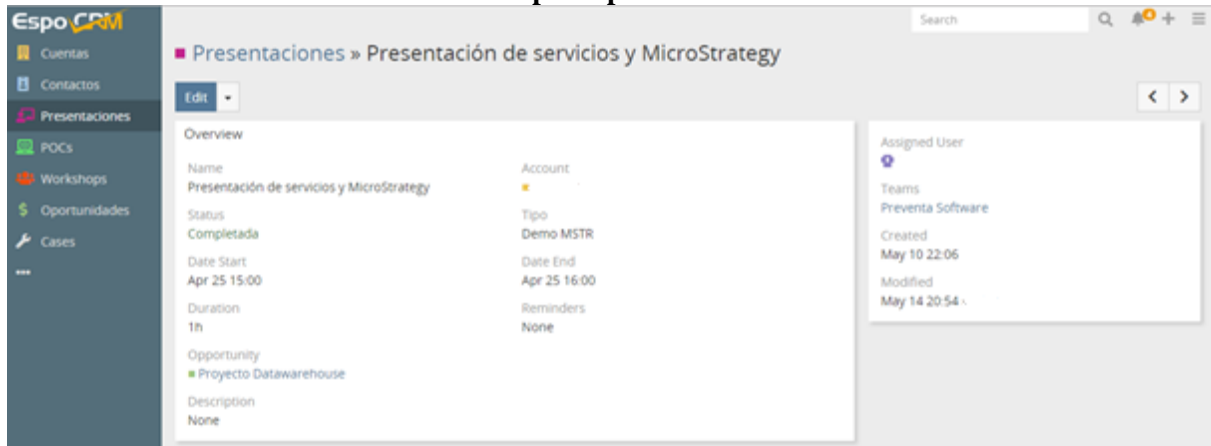 EspoCRM
Search
4
Cuentas
Contactos
Presentaciones
POCs
Workshops
Oportunidades
Cases
Presentaciones » Presentación de servicios y MicroStrategy
Edit
Overview
Name
Presentación de servicios y MicroStrategy
Account
Status
Completada
Tipo
Demo MSTR
Date Start
Apr 25 15:00
Date End
Apr 25 16:00
Duration
1h
Reminders
None
Opportunity
Proyecto Datawarehouse
Description
None
Assigned User
Teams
Preventa Software
Created
May 10 22:06
Modified
May 14 20:54